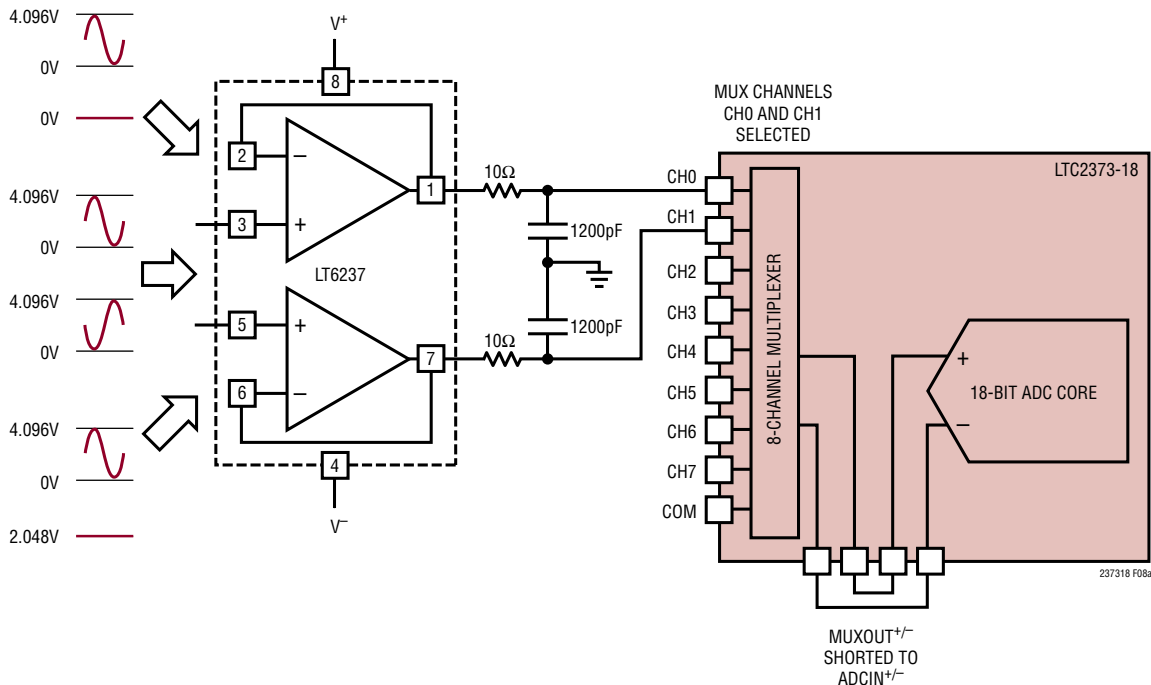 4.096V
0V
0V
4.096V
0V
4.096V
0V
4.096V
0V
2.048V
V+
8
2
–
3
+
1
LT6237
5
+
6
–
7
4
V–
10Ω
1200pF
1200pF
10Ω
MUX CHANNELS
CH0 AND CH1
SELECTED
CH0
CH1
CH2
CH3
CH4
CH5
CH6
CH7
COM
8-CHANNEL MULTIPLEXER
LTC2373-18
+
18-BIT ADC CORE
–
237318 F08a
MUXOUT+/–
SHORTED TO
ADCIN+/–